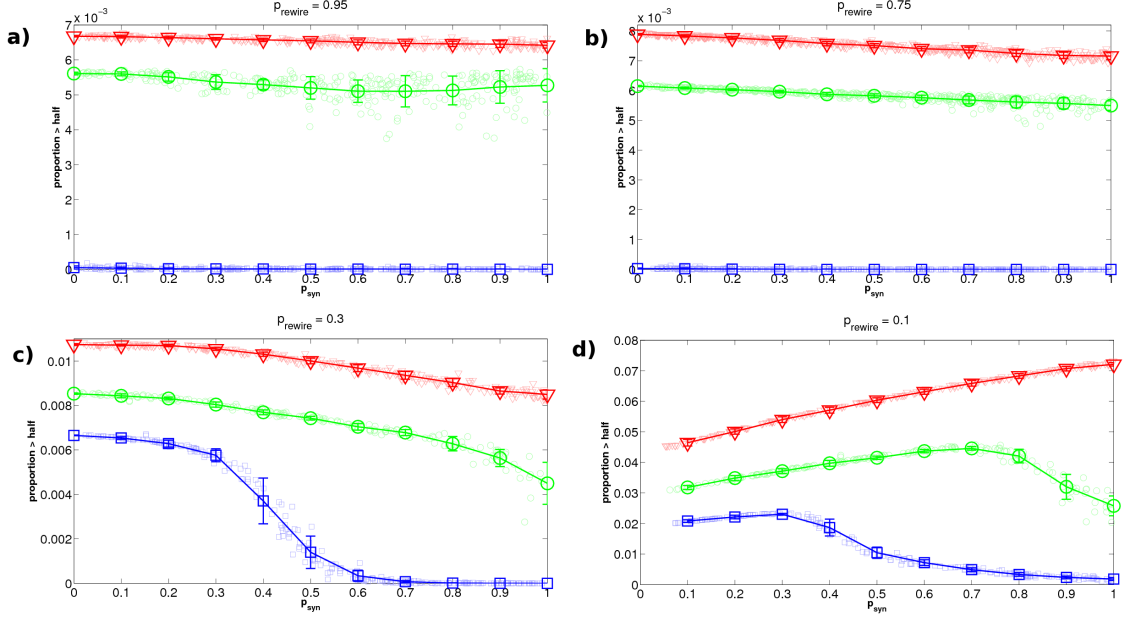 a)
p_rewire = 0.95
x 10^-3
7
6
5
4
3
2
1
0
proportion > half
0 0.1 0.2 0.3 0.4 0.5 0.6 0.7 0.8 0.9 1
p_syn
b)
p_rewire = 0.75
x 10^-3
8
7
6
5
4
3
2
1
0
proportion > half
0 0.1 0.2 0.3 0.4 0.5 0.6 0.7 0.8 0.9 1
p_syn
c)
p_rewire = 0.3
0.01
0.008
0.006
0.004
0.002
0
proportion > half
0 0.1 0.2 0.3 0.4 0.5 0.6 0.7 0.8 0.9 1
p_syn
d)
p_rewire = 0.1
0.08
0.07
0.06
0.05
0.04
0.03
0.02
0.01
0
proportion > half
0 0.1 0.2 0.3 0.4 0.5 0.6 0.7 0.8 0.9 1
p_syn